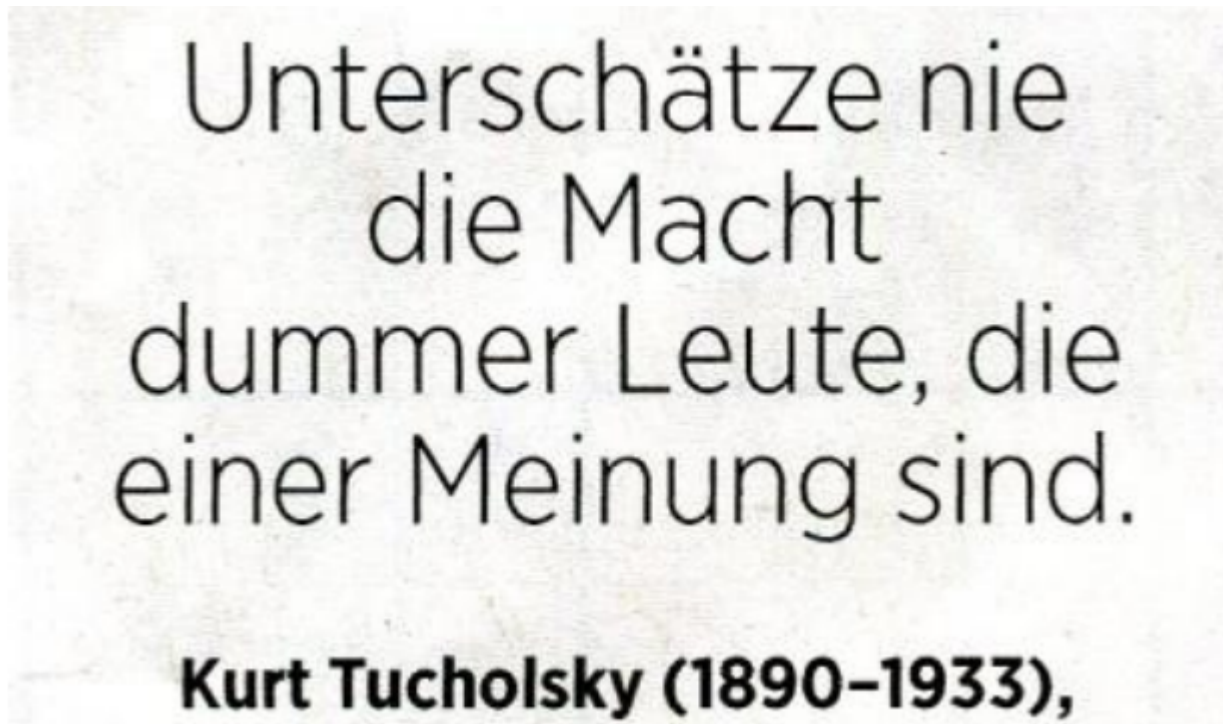 Unterschätze nie
die Macht
dummer Leute, die
einer Meinung sind.
Kurt Tucholsky (1890–1933),